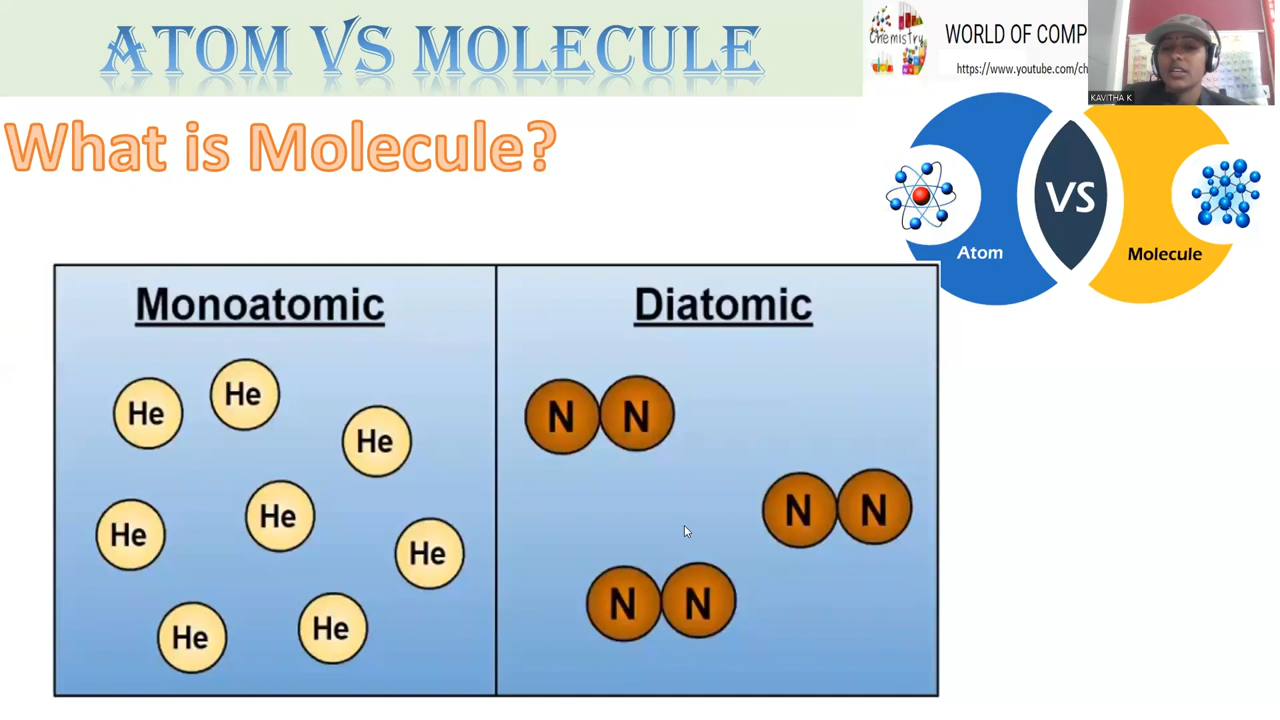 ATOM VS MOLECULE
Chemistry
WORLD OF COMP
https://www.youtube.com/ch
KAVITHA K
What is Molecule?
VS
Atom
Molecule
Monoatomic
He
He
He
He
He
He
He
He
Diatomic
N N
N N
N N